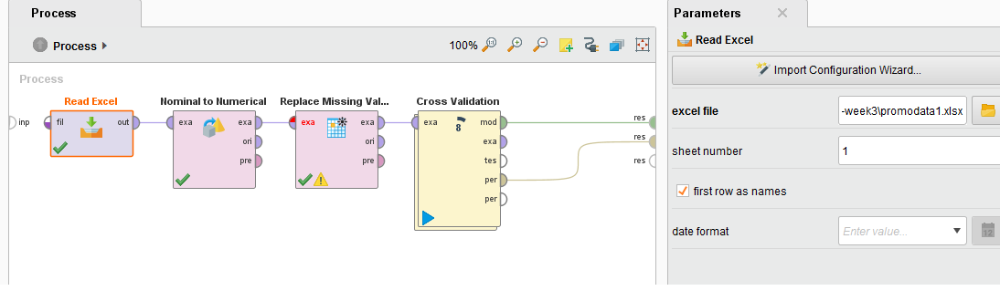 Process
Process
100%
Process
inp
Read Excel
fil
out
Nominal to Numerical
exa
exa
ori
pre
Replace Missing Val...
exa
exa
ori
pre
Cross Validation
exa
mod
exa
tes
per
per
8
res
res
res
Parameters
Read Excel
Import Configuration Wizard...
excel file
-week3\promodata1.xlsx
sheet number
1
first row as names
date format
Enter value...
12